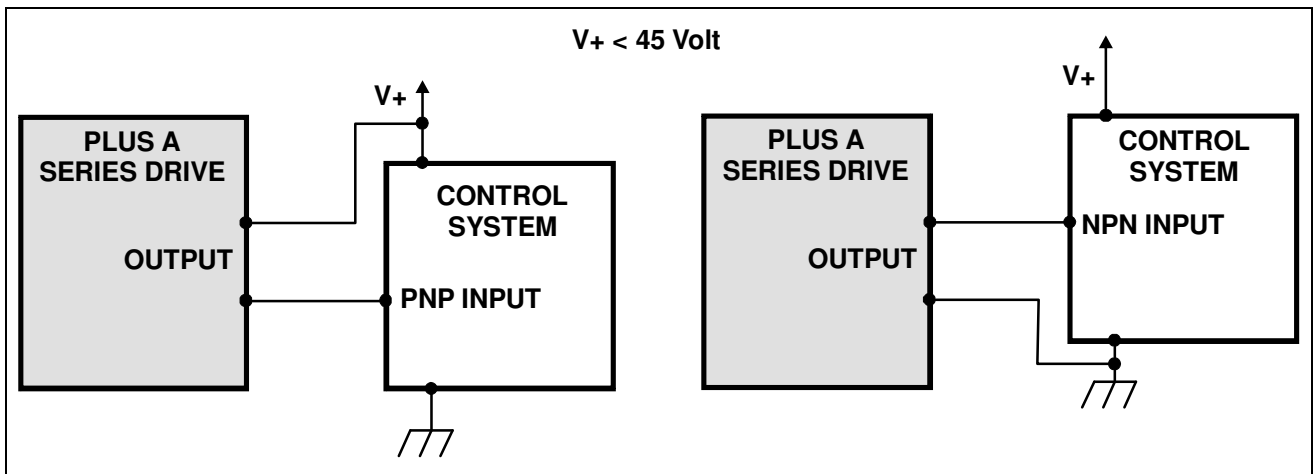 V+ < 45 Volt
V+
PLUS A
SERIES DRIVE
OUTPUT
CONTROL
SYSTEM
PNP INPUT
V+
PLUS A
SERIES DRIVE
OUTPUT
CONTROL
SYSTEM
NPN INPUT